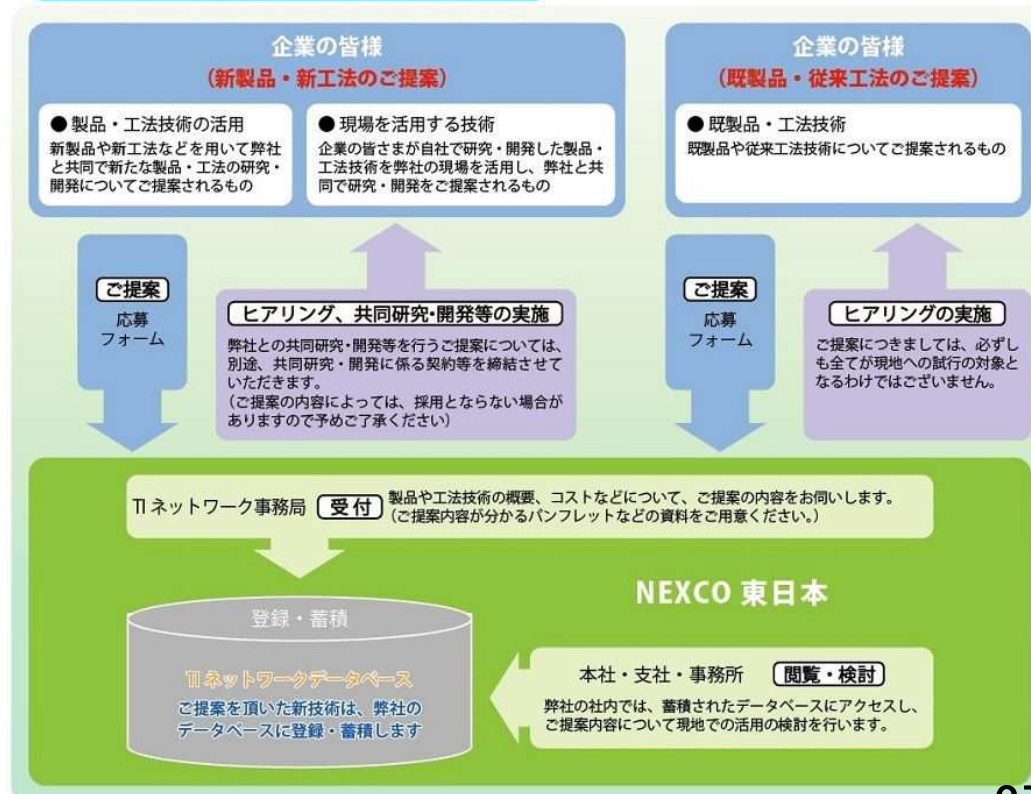 企業の皆様
(新製品・新工法のご提案)
● 製品・工法技術の活用
新製品や新工法などを用いて弊社
と共同で新たな製品・工法の研究・
開発についてご提案されるもの
● 現場を活用する技術
企業の皆さまが自社で研究・開発した製品・
工法技術を弊社の現場を活用し、弊社と共
同で研究・開発をご提案されるもの
企業の皆様
(既製品・従来工法のご提案)
● 既製品・工法技術
既製品や従来工法技術についてご提案されるもの
ご提案
応募
フォーム
ヒアリング、共同研究・開発等の実施
弊社との共同研究・開発等を行うご提案については、
別途、共同研究・開発に係る契約等を締結させて
いただきます。
(ご提案の内容によっては、採用とならない場合が
ありますので予めご了承ください)
ご提案
応募
フォーム
ヒアリングの実施
ご提案につきましては、必ずし
も全てが現地への試行の対象と
なるわけではございません。
TI ネットワーク事務局 受付
製品や工法技術の概要、コストなどについて、ご提案の内容をお伺いします。
(ご提案内容が分かるパンフレットなどの資料をご用意ください。)
NEXCO 東日本
登録・蓄積
TI ネットワークデータベース
ご提案を頂いた新技術は、弊社の
データベースに登録・蓄積します
本社・支社・事務所 閲覧・検討
弊社の社内では、蓄積されたデータベースにアクセスし、
ご提案内容について現地での活用の検討を行います。